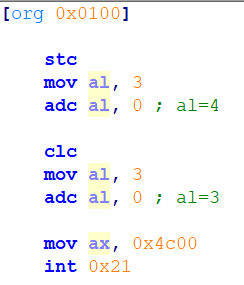 [org 0x0100]
stc
mov al, 3
adc al, 0 ; al=4
clc
mov al, 3
adc al, 0 ; al=3
mov ax, 0x4c00
int 0x21